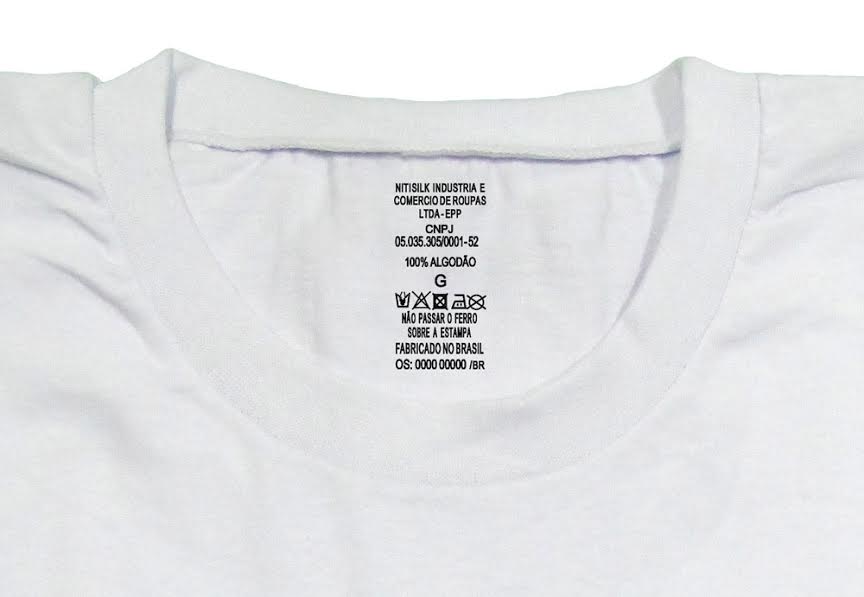 NITISILK INDUSTRIA E
COMERCIO DE ROUPAS
LTDA - EPP
CNPJ
05.035.305/0001-52
100% ALGODÃO
G
NÃO PASSAR O FERRO
SOBRE A ESTAMPA
FABRICADO NO BRASIL
OS: 0000 00000 /BR